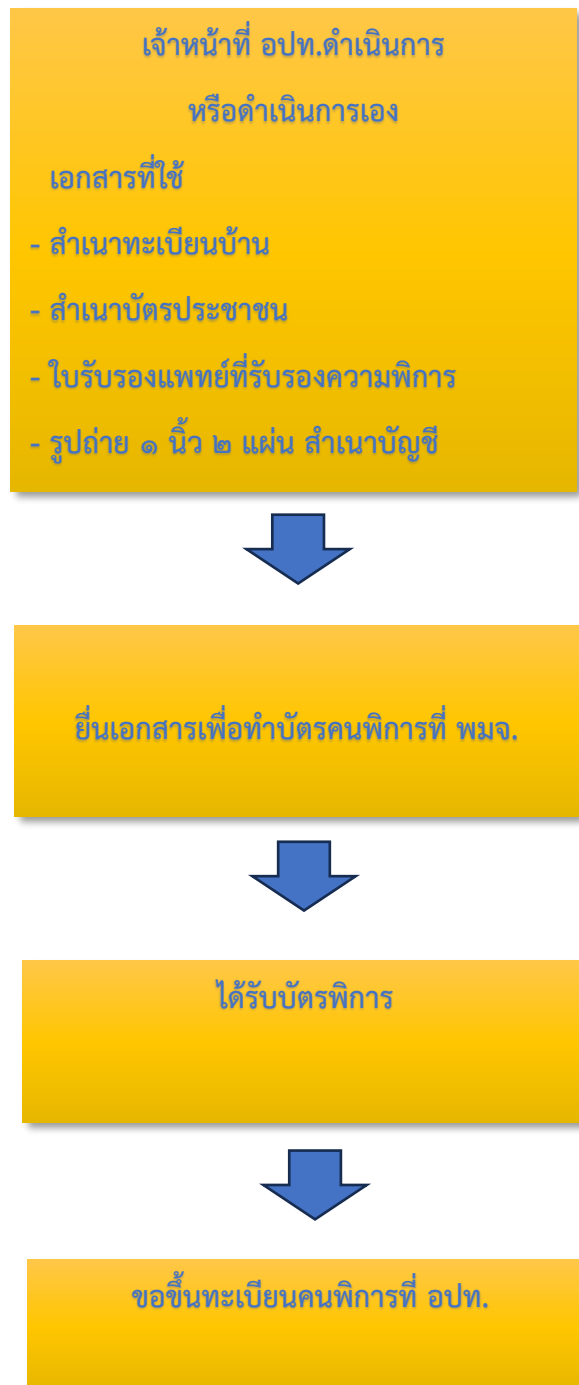 เจ้าหน้าที่ อปท.ดำเนินการ
หรือดำเนินการเอง
เอกสารที่ใช้
- สำเนาทะเบียนบ้าน
- สำเนาบัตรประชาชน
- ใบรับรองแพทย์ที่รับรองความพิการ
- รูปถ่าย ๑ นิ้ว ๒ แผ่น สำเนาบัญชี
ยื่นเอกสารเพื่อทำบัตรคนพิการที่ พมจ.
ได้รับบัตรพิการ
ขอขึ้นทะเบียนคนพิการที่ อปท.